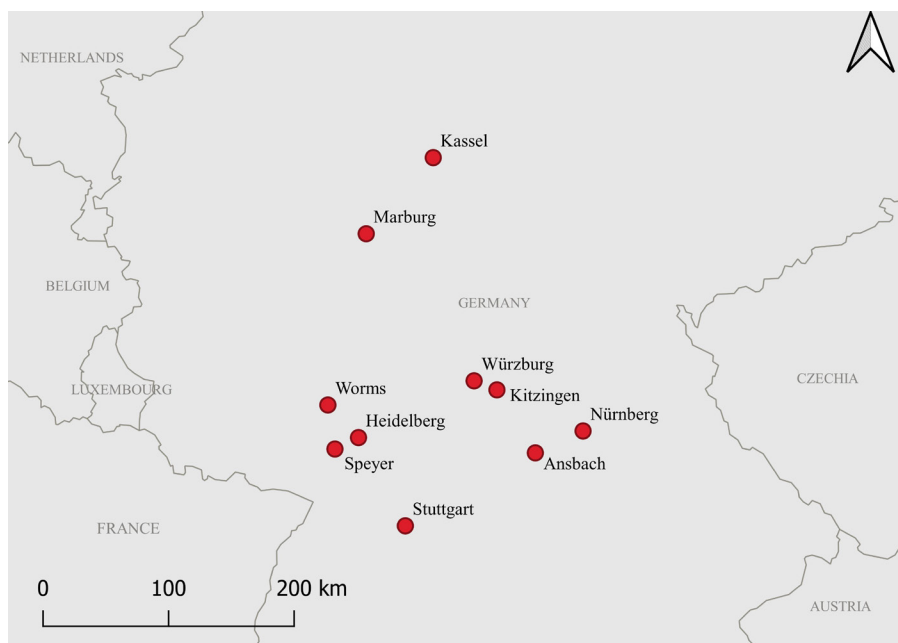 NETHERLANDS
Kassel
Marburg
BELGIUM
GERMANY
Würzburg
CZECHIA
LUXEMBOURG
Worms
Kitzingen
Nürnberg
Heidelberg
Speyer
Ansbach
Stuttgart
FRANCE
0 100 200 km
AUSTRIA